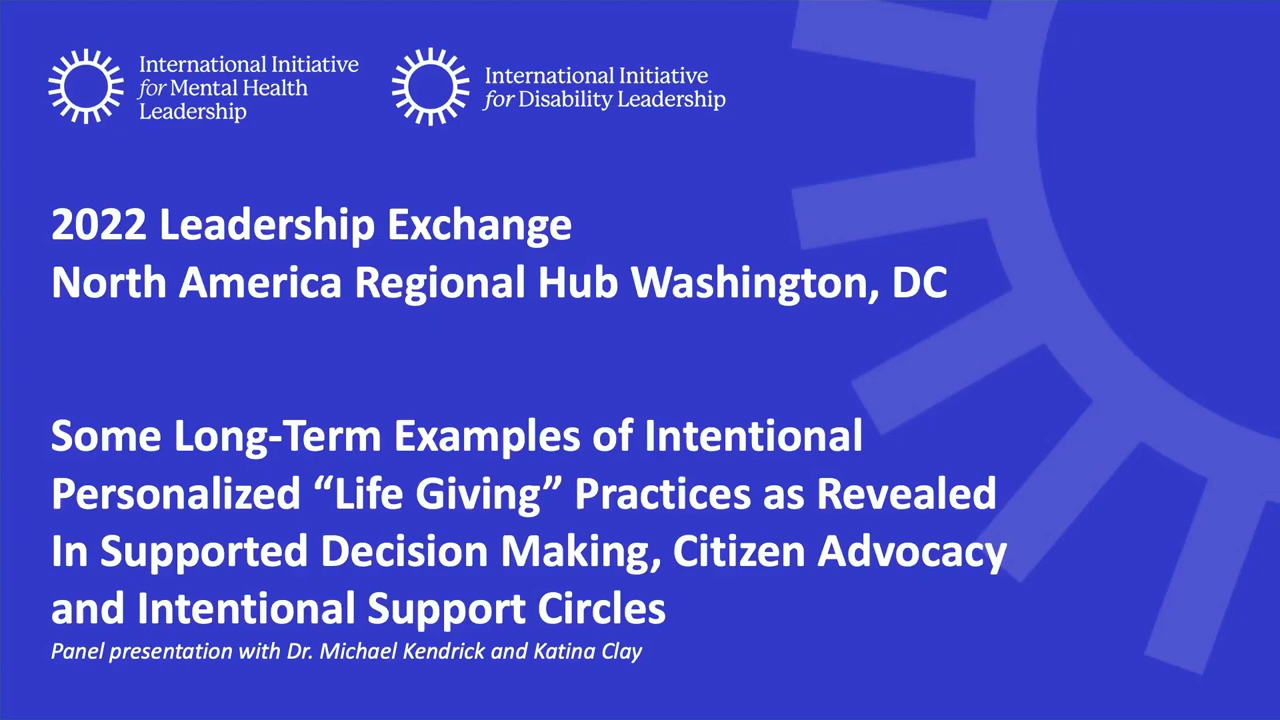 International Initiative
for Mental Health
Leadership
International Initiative
for Disability Leadership
2022 Leadership Exchange
North America Regional Hub Washington, DC
Some Long-Term Examples of Intentional
Personalized “Life Giving” Practices as Revealed
In Supported Decision Making, Citizen Advocacy
and Intentional Support Circles
Panel presentation with Dr. Michael Kendrick and Katina Clay